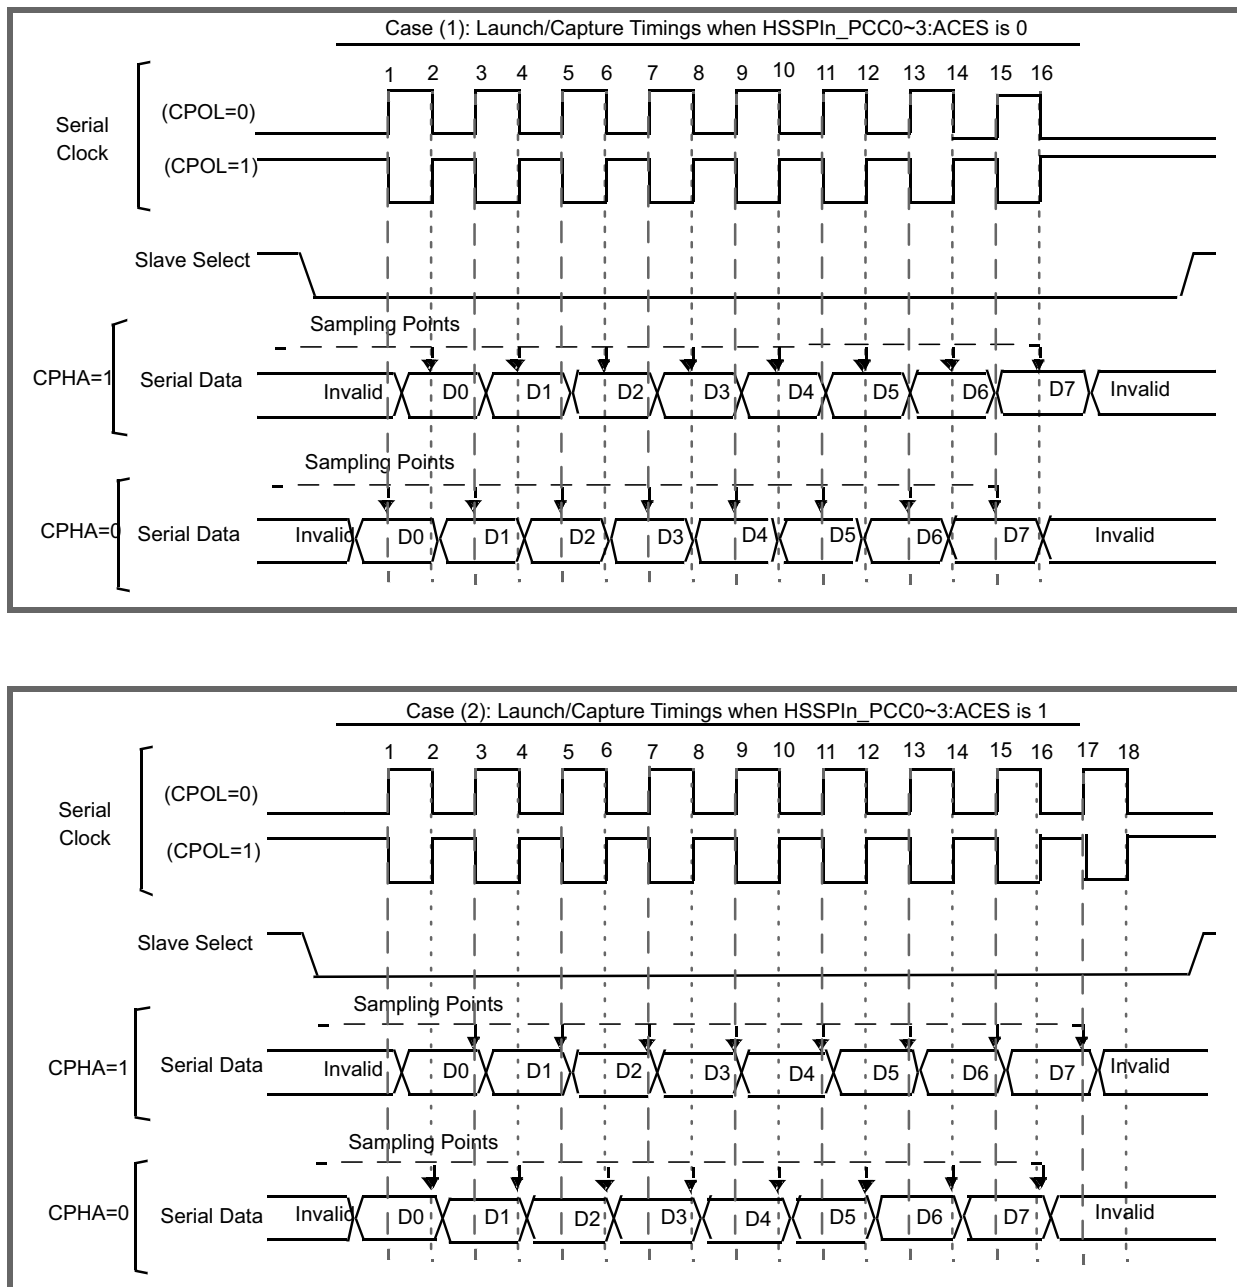 Case (1): Launch/Capture Timings when HSSPIn_PCC0~3:ACES is 0
1 2 3 4 5 6 7 8 9 10 11 12 13 14 15 16
Serial Clock
(CPOL=0)
(CPOL=1)
Slave Select
Sampling Points
CPHA=1 Serial Data Invalid D0 D1 D2 D3 D4 D5 D6 D7 Invalid
Sampling Points
CPHA=0 Serial Data Invalid D0 D1 D2 D3 D4 D5 D6 D7 Invalid
Case (2): Launch/Capture Timings when HSSPIn_PCC0~3:ACES is 1
1 2 3 4 5 6 7 8 9 10 11 12 13 14 15 16 17 18
Serial Clock
(CPOL=0)
(CPOL=1)
Slave Select
Sampling Points
CPHA=1 Serial Data Invalid D0 D1 D2 D3 D4 D5 D6 D7 Invalid
Sampling Points
CPHA=0 Serial Data Invalid D0 D1 D2 D3 D4 D5 D6 D7 Invalid